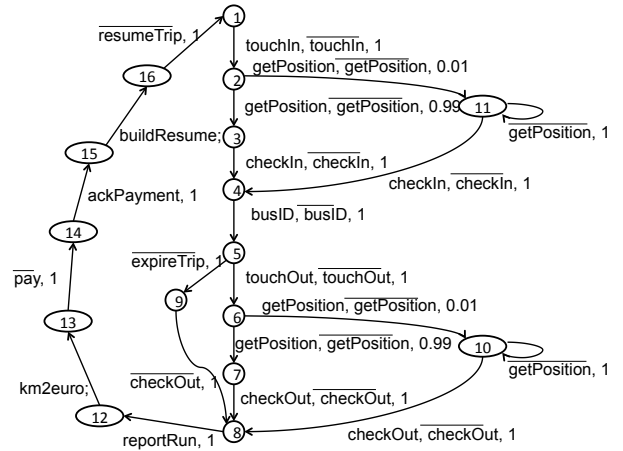 1
resumeTrip, 1
touchIn, touchIn, 1
16
2
getPosition, getPosition, 0.01
getPosition, getPosition, 0.99
11
getPosition, 1
buildResume;
3
15
checkIn, checkIn, 1
checkIn, checkIn, 1
4
ackPayment, 1
busID, busID, 1
14
5
expireTrip, 1
touchOut, touchOut, 1
pay, 1
9
getPosition, getPosition, 0.01
6
13
getPosition, getPosition, 0.99
10
getPosition, 1
7
checkOut, 1
km2euro;
checkOut, checkOut, 1
12
8
checkOut, checkOut, 1
reportRun, 1